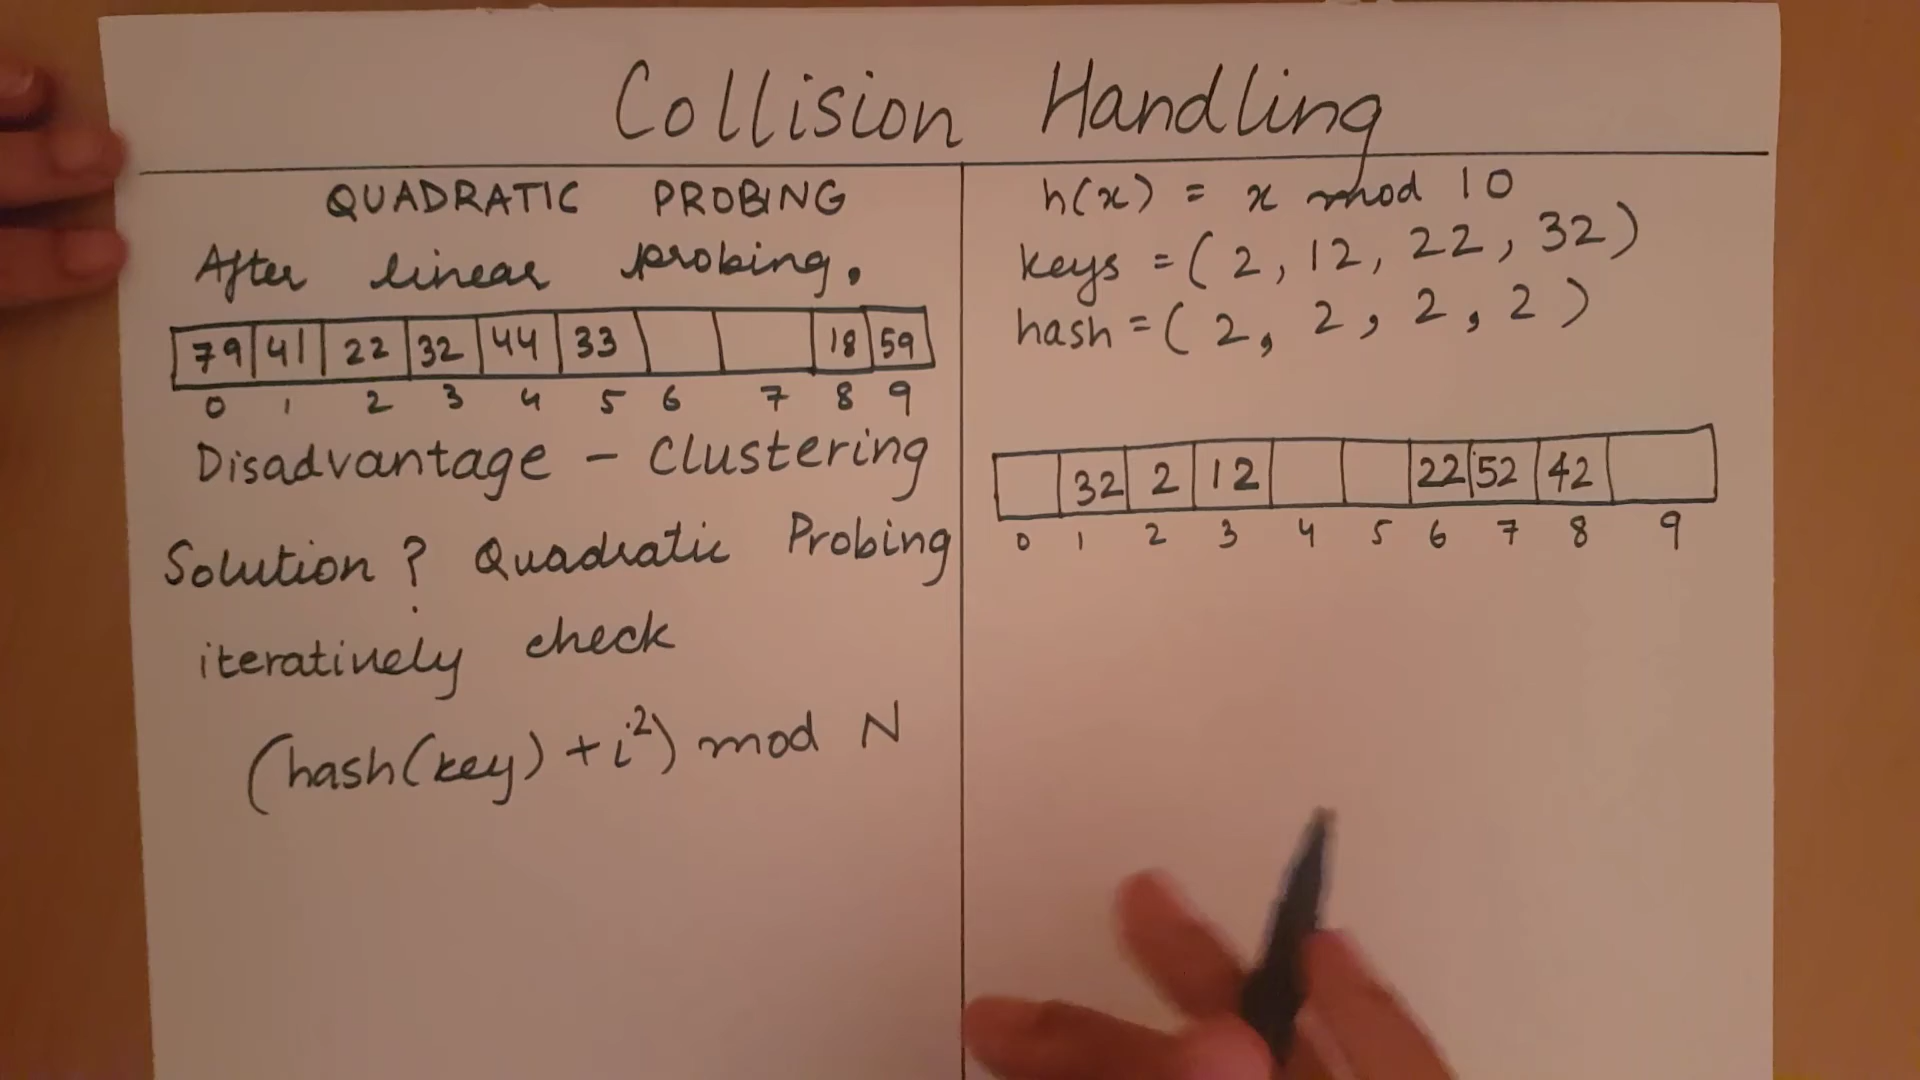 Collision Handling
QUADRATIC PROBING
After linear probing.
79 41 22 32 44 33 18 59
0 1 2 3 4 5 6 7 8 9
Disadvantage - Clustering
Solution? Quadratic Probing
iteratively check
(hash(key) + i²) mod N
h(x) = x mod 10
keys = (2, 12, 22, 32)
hash = (2, 2, 2, 2)
32 2 12 22 52 42
0 1 2 3 4 5 6 7 8 9